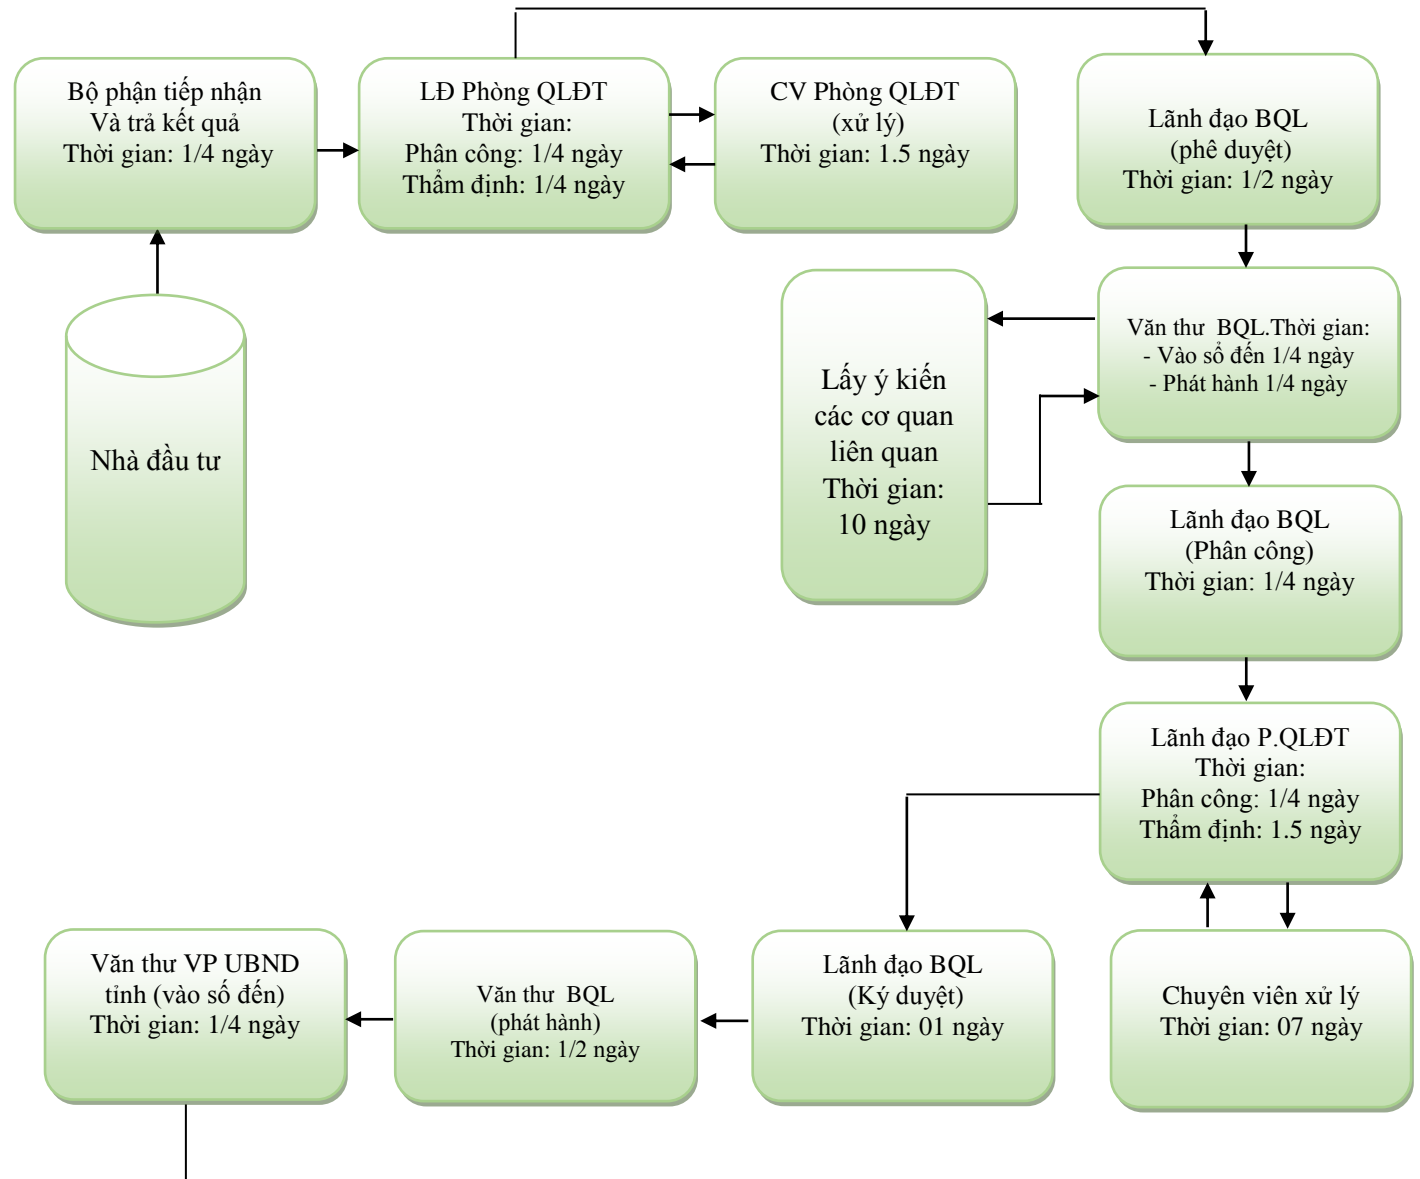 Bộ phận tiếp nhận
Và trả kết quả
Thời gian: 1/4 ngày
LĐ Phòng QLĐT
Thời gian:
Phân công: 1/4 ngày
Thẩm định: 1/4 ngày
CV Phòng QLĐT
(xử lý)
Thời gian: 1.5 ngày
Lãnh đạo BQL
(phê duyệt)
Thời gian: 1/2 ngày
Nhà đầu tư
Lấy ý kiến
các cơ quan
liên quan
Thời gian:
10 ngày
Văn thư BQL.Thời gian:
- Vào sổ đến 1/4 ngày
- Phát hành 1/4 ngày
Lãnh đạo BQL
(Phân công)
Thời gian: 1/4 ngày
Lãnh đạo P.QLĐT
Thời gian:
Phân công: 1/4 ngày
Thẩm định: 1.5 ngày
Chuyên viên xử lý
Thời gian: 07 ngày
Lãnh đạo BQL
(Ký duyệt)
Thời gian: 01 ngày
Văn thư BQL
(phát hành)
Thời gian: 1/2 ngày
Văn thư VP UBND
tỉnh (vào số đến)
Thời gian: 1/4 ngày